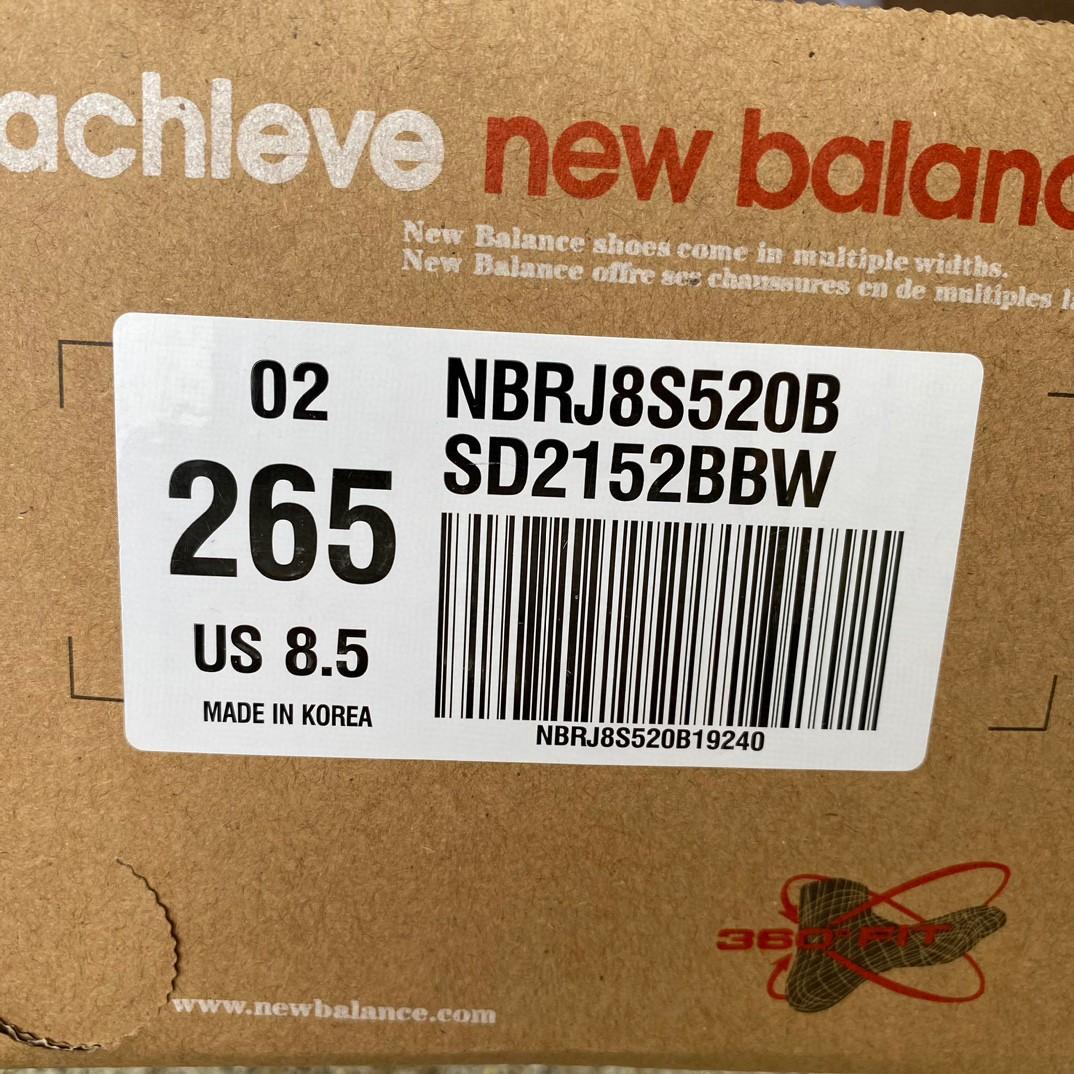 achieve new balanc
New Balance shoes come in multiple widths.
New Balance offre ses chaussures en de multiples
02
265
US 8.5
MADE IN KOREA
NBRJ8S520B
SD2152BBW
NBRJ8S520B19240
360° FIT
www.newbalance.com